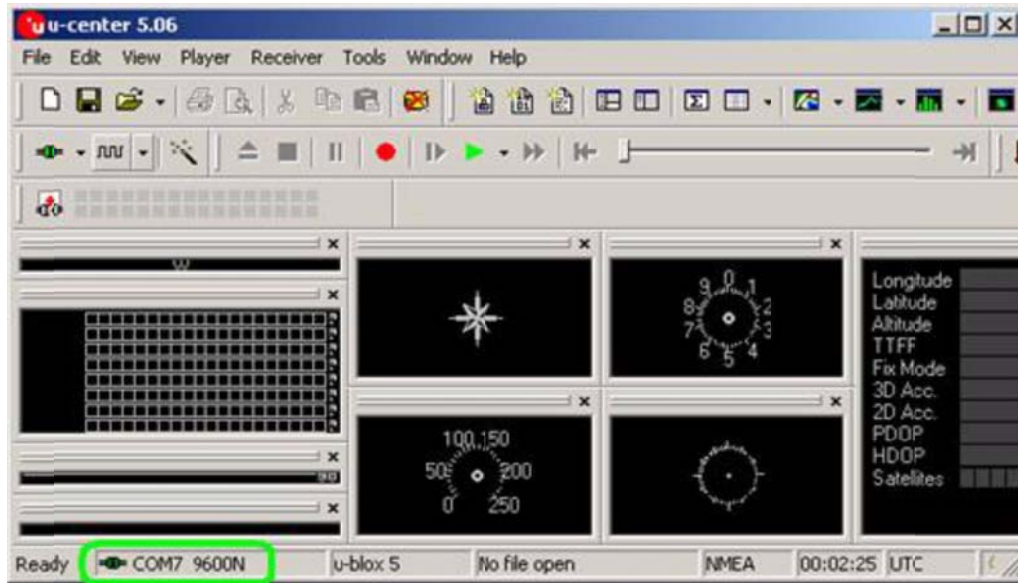 u-center 5.06
File Edit View Player Receiver Tools Window Help
W
0 1 2 3 4 5 6 7 8 9
0 50 100 150 200 250
Longitude
Latitude
Altitude
TTFF
Fix Mode
3D Acc.
2D Acc.
PDOP
HDOP
Satellites
Ready COM7 9600N u-blox 5 No file open NMEA 00:02:25 UTC